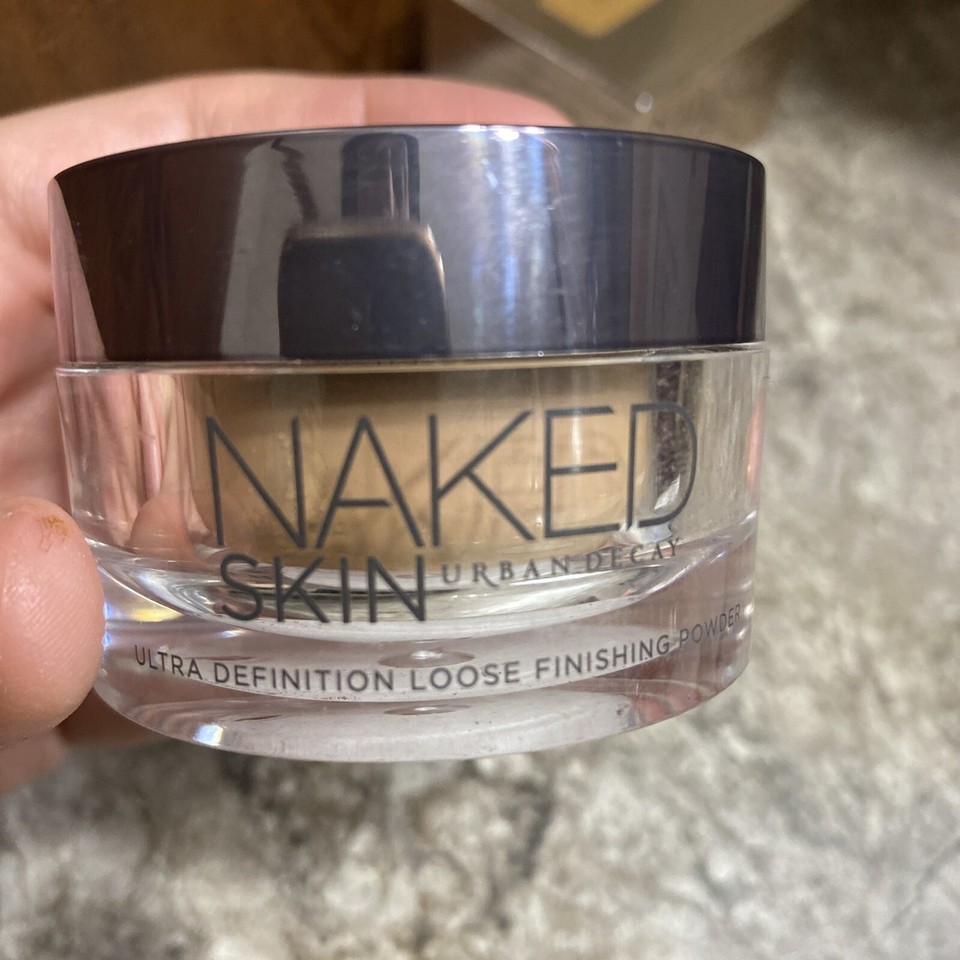 NAKED
SKIN URBAN DECAY
ULTRA DEFINITION LOOSE FINISHING POWDER